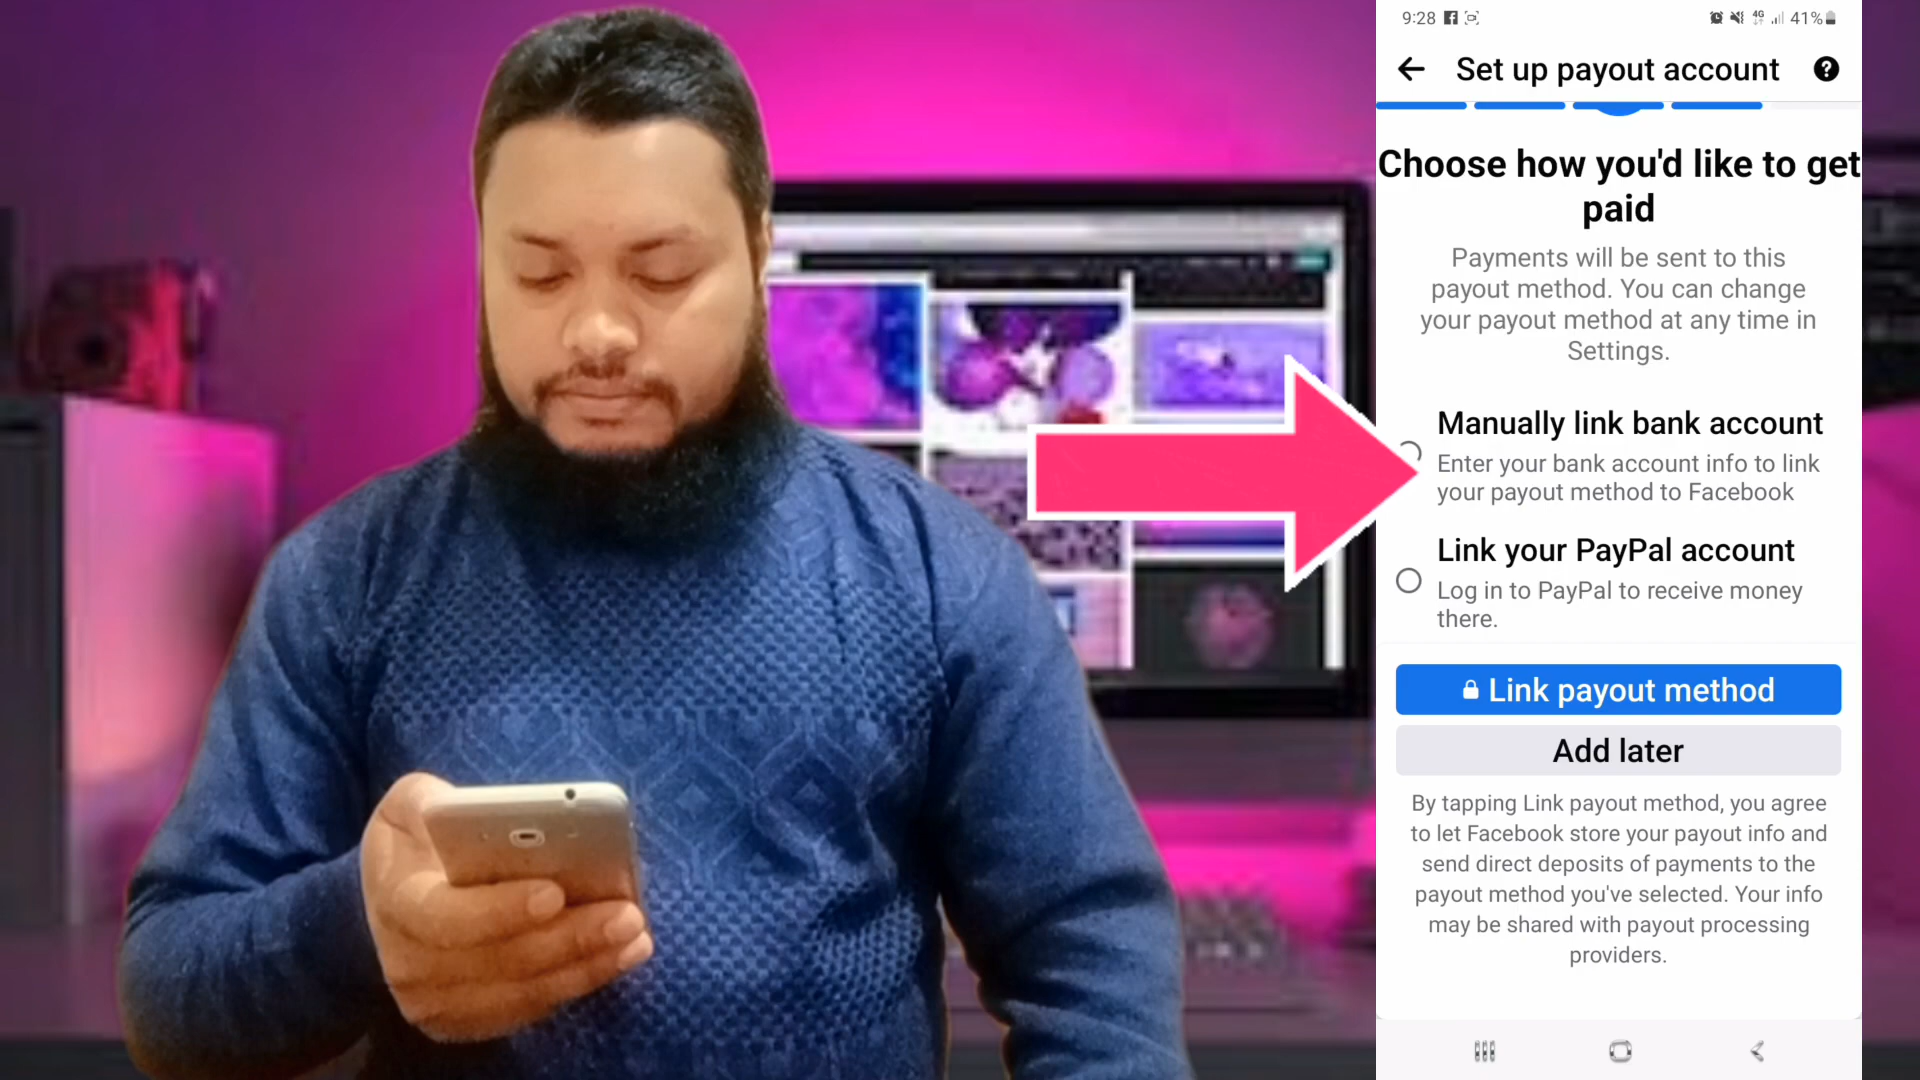 9:28
4G 41%
Set up payout account
Choose how you'd like to get
paid
Payments will be sent to this
payout method. You can change
your payout method at any time in
Settings.
Manually link bank account
Enter your bank account info to link
your payout method to Facebook
Link your PayPal account
Log in to PayPal to receive money
there.
Link payout method
Add later
By tapping Link payout method, you agree
to let Facebook store your payout info and
send direct deposits of payments to the
payout method you've selected. Your info
may be shared with payout processing
providers.